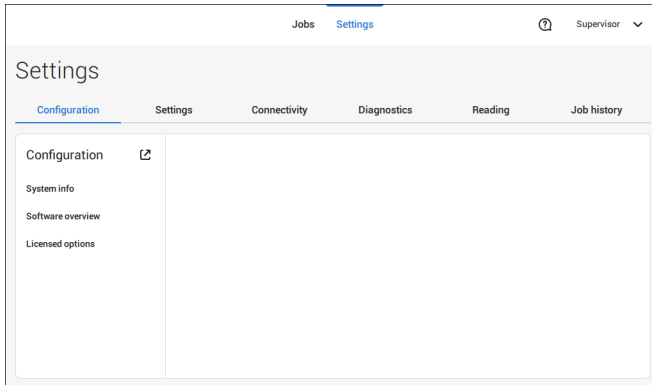 Jobs Settings Supervisor
Settings
Configuration Settings Connectivity Diagnostics Reading Job history
Configuration
System info
Software overview
Licensed options